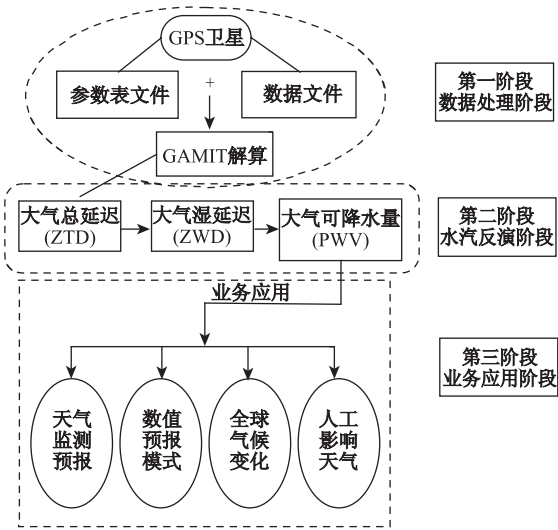 GPS卫星
参数表文件
+
数据文件
GAMIT解算
第一阶段
数据处理阶段
大气总延迟
(ZTD)
大气湿延迟
(ZWD)
大气可降水量
(PWV)
第二阶段
水汽反演阶段
业务应用
天气
监测
预报
数值
预报
模式
全球
气候
变化
人工
影响
天气
第三阶段
业务应用阶段